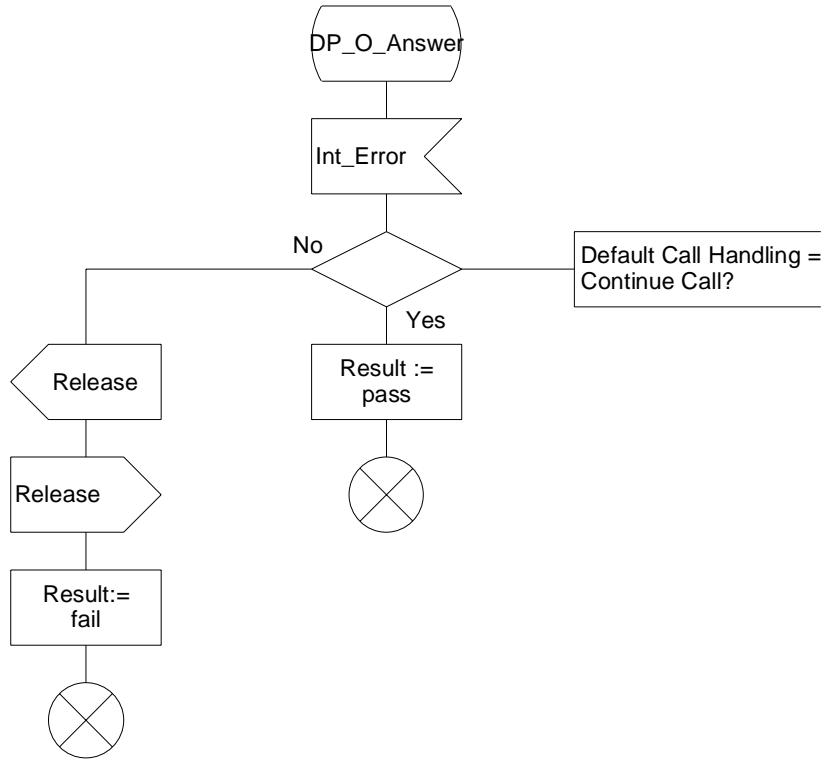 DP_O_Answer
Int_Error
No
Default Call Handling =
Continue Call?
Yes
Release
Result :=
pass
Release
Result:=
fail